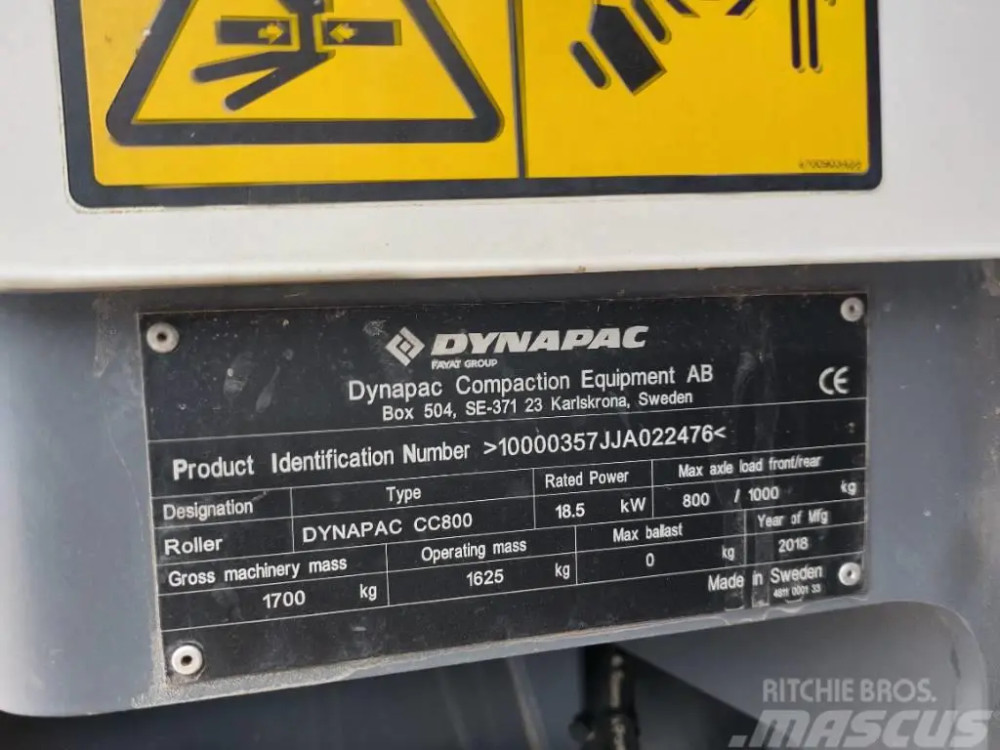 DYNAPAC
FAYAT GROUP
Dynapac Compaction Equipment AB
Box 504, SE-371 23 Karlskrona, Sweden
CE
Product Identification Number >10000357JJA022476<
Designation Type Rated Power Max axle load front/rear
Roller DYNAPAC CC800 18.5 kW 800 / 1000 kg
Gross machinery mass Operating mass Max ballast Year of Mfg
1700 kg 1625 kg 0 kg 2018
Made in Sweden
4811 0001 33
RITCHIE BROS.
MASCUS